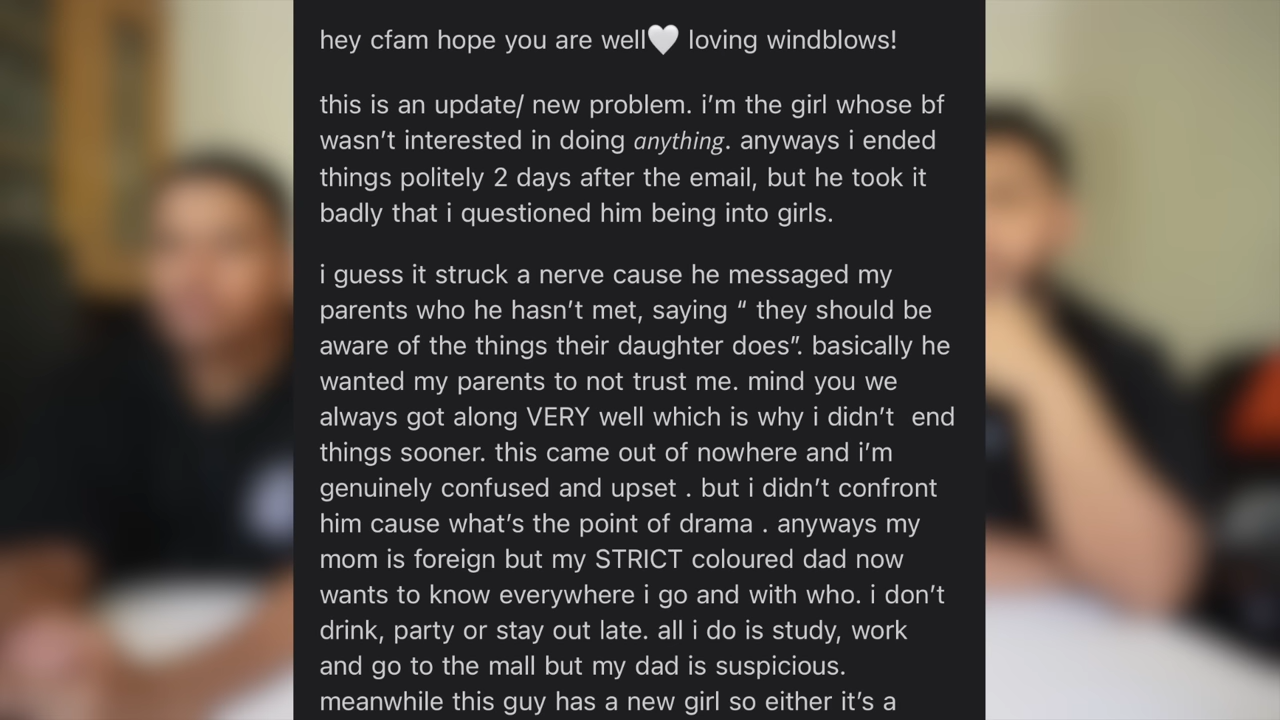 hey cfam hope you are well🤍 loving windblows!
this is an update/ new problem. i’m the girl whose bf
wasn’t interested in doing anything. anyways i ended
things politely 2 days after the email, but he took it
badly that i questioned him being into girls.
i guess it struck a nerve cause he messaged my
parents who he hasn’t met, saying “ they should be
aware of the things their daughter does”. basically he
wanted my parents to not trust me. mind you we
always got along VERY well which is why i didn’t  end
things sooner. this came out of nowhere and i’m
genuinely confused and upset . but i didn’t confront
him cause what’s the point of drama . anyways my
mom is foreign but my STRICT coloured dad now
wants to know everywhere i go and with who. i don’t
drink, party or stay out late. all i do is study, work
and go to the mall but my dad is suspicious.
meanwhile this guy has a new girl so either it’s a